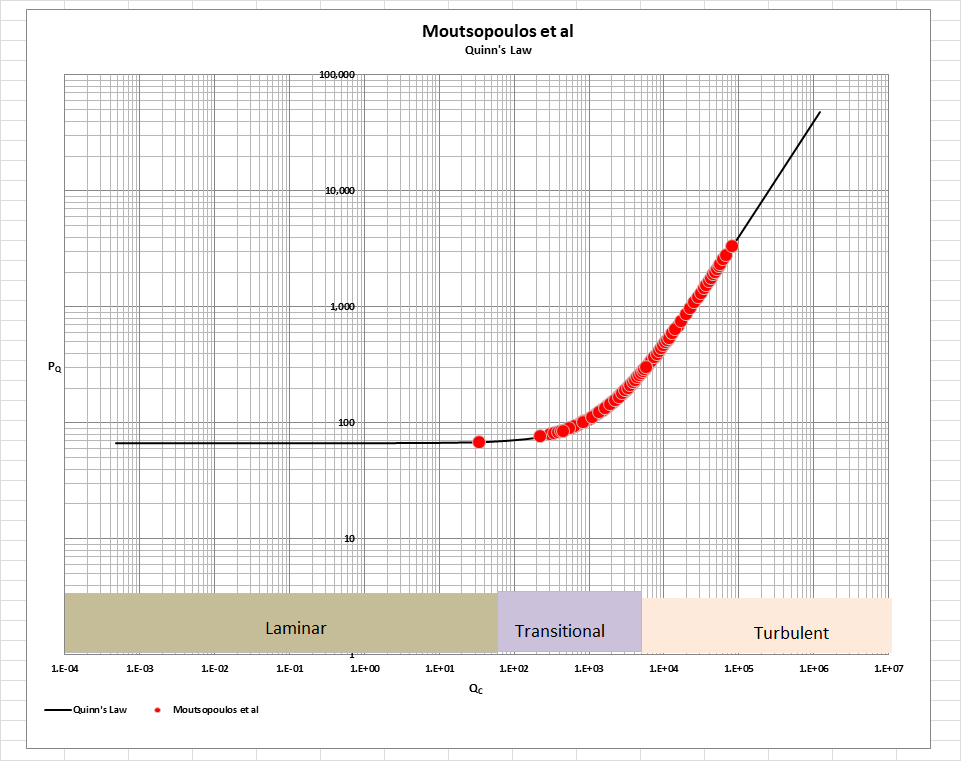 Moutsopoulos et al
Quinn's Law
100,000
10,000
1,000
P_Q
100
10
Laminar
Transitional
Turbulent
1
1.E-04 1.E-03 1.E-02 1.E-01 1.E+00 1.E+01 1.E+02 1.E+03 1.E+04 1.E+05 1.E+06 1.E+07
Q_C
Quinn's Law Moutsopoulos et al